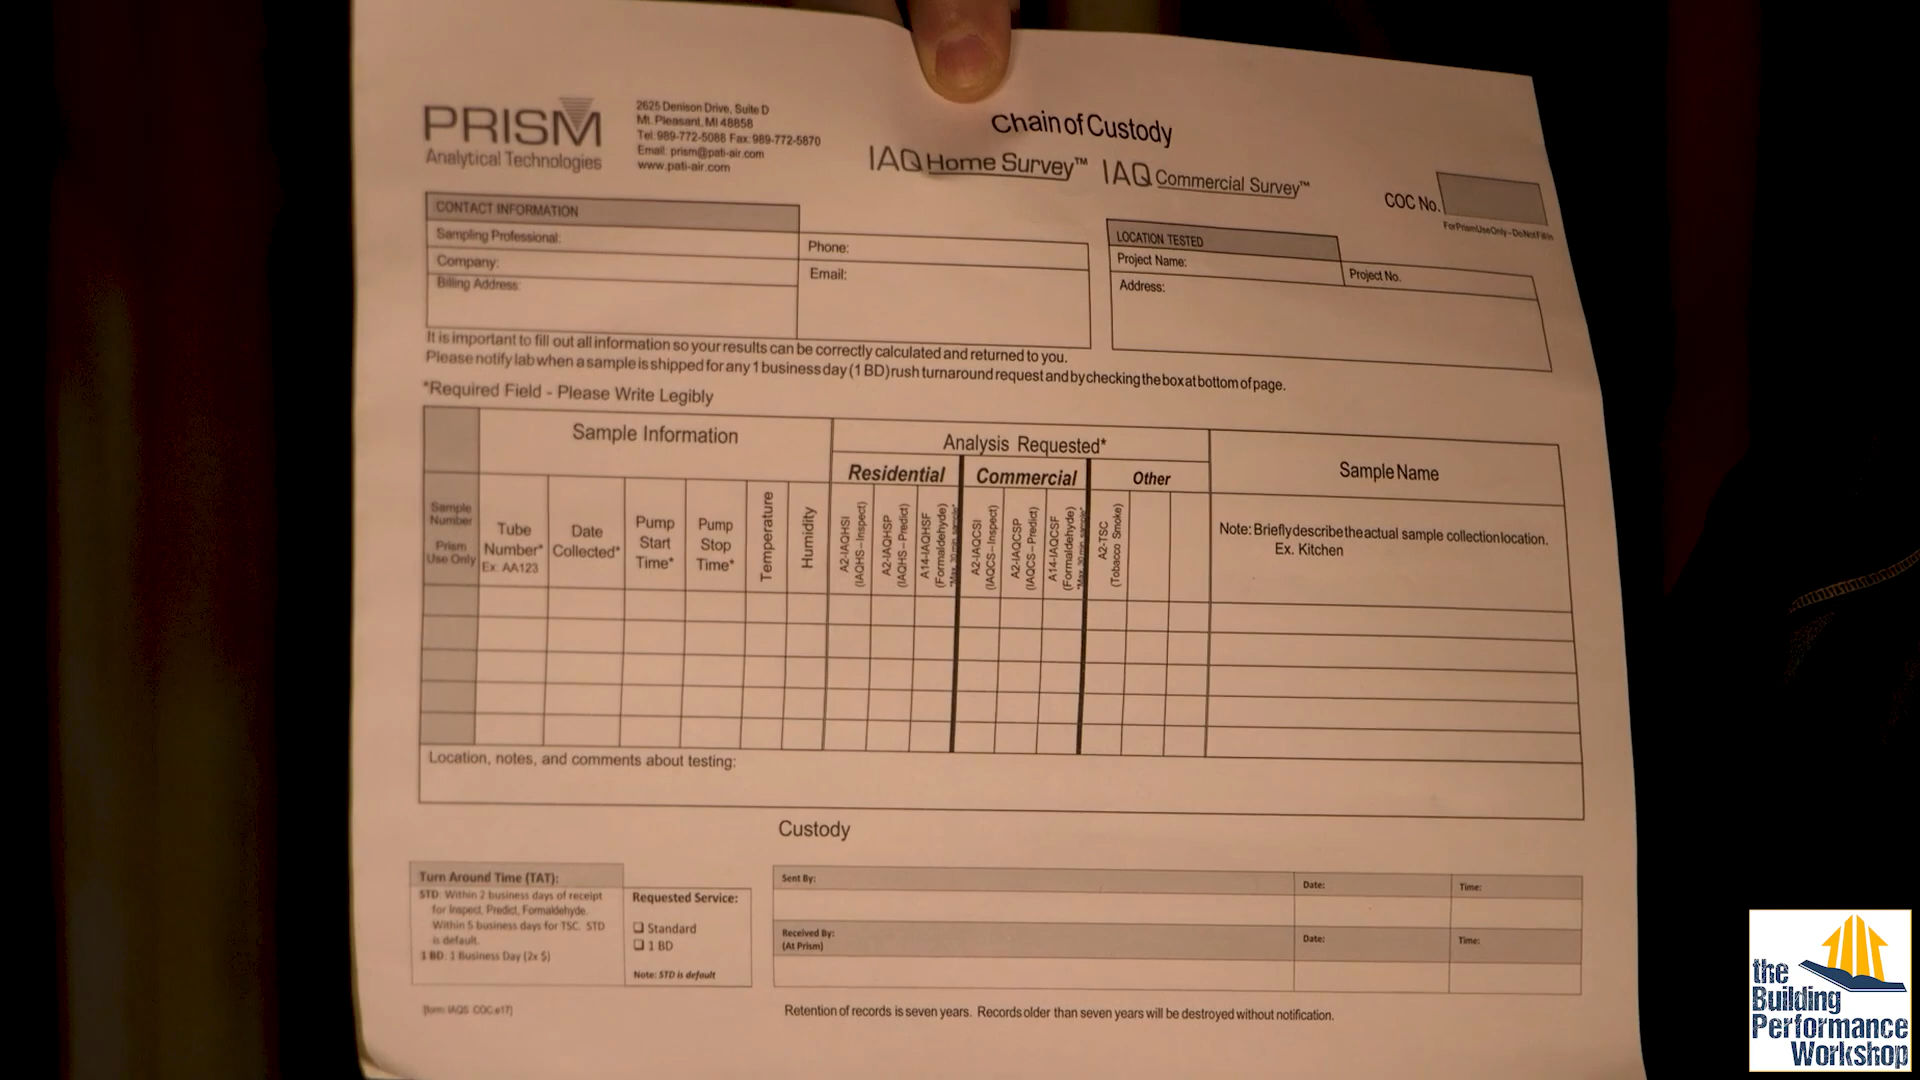 PRISM
Analytical Technologies
2625 Denison Drive, Suite D
Mt. Pleasant, MI 48858
Tel: 989-772-5088 Fax: 989-772-5870
Email: prism@pati-air.com
www.pati-air.com
Chain of Custody
IAQ Home Survey™ IAQ Commercial Survey™
COC No.
For Prism Use Only - Do Not Fill In
CONTACT INFORMATION
Sampling Professional:
Company:
Billing Address:
Phone:
Email:
LOCATION TESTED
Project Name:
Project No.
Address:
It is important to fill out all information so your results can be correctly calculated and returned to you.
Please notify lab when a sample is shipped for any 1 business day (1 BD) rush turnaround request and by checking the box at bottom of page.
*Required Field - Please Write Legibly
Sample Information
Analysis Requested*
Sample Name
Residential
Commercial
Other
Sample
Number
Prism
Use Only
Tube
Number*
Ex: AA123
Date
Collected*
Pump
Start
Time*
Pump
Stop
Time*
Temperature
Humidity
A2-IAQHSI
(IAQHS – Inspect)
A2-IAQHSP
(IAQHS – Predict)
A14-IAQHSF
(Formaldehyde)
*Max. 30 min. sample*
A2-IAQCSI
(IAQCS – Inspect)
A2-IAQCSP
(IAQCS – Predict)
A14-IAQCSF
(Formaldehyde)
*Max. 30 min. sample*
A2-TSC
(Tobacco Smoke)
Note: Briefly describe the actual sample collection location.
Ex. Kitchen
Location, notes, and comments about testing:
Custody
Turn Around Time (TAT):
STD: Within 2 business days of receipt
for Inspect, Predict, Formaldehyde.
Within 5 business days for TSC. STD
is default.
1 BD: 1 Business Day (2x $)
Requested Service:
❑ Standard
❑ 1 BD
Note: STD is default
Sent By:
Date:
Time:
Received By:
(At Prism)
Date:
Time:
[form: IAQS COC e17]
Retention of records is seven years. Records older than seven years will be destroyed without notification.
the
Building
Performance
Workshop